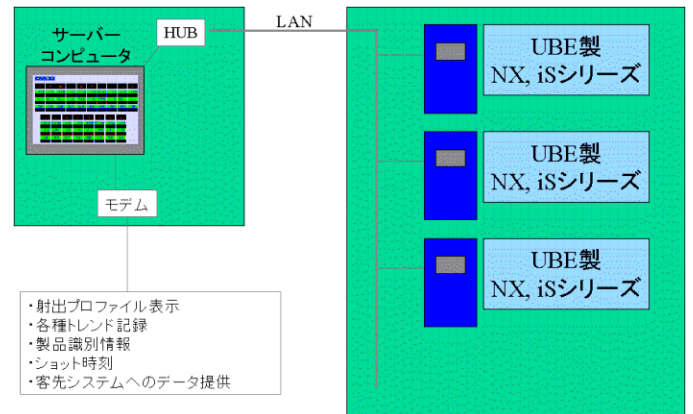 サーバー
コンピュータ
HUB
LAN
モデム
・射出プロファイル表示
・各種トレンド記録
・製品識別情報
・ショット時刻
・客先システムへのデータ提供
UBE製
NX, iSシリーズ
UBE製
NX, iSシリーズ
UBE製
NX, iSシリーズ